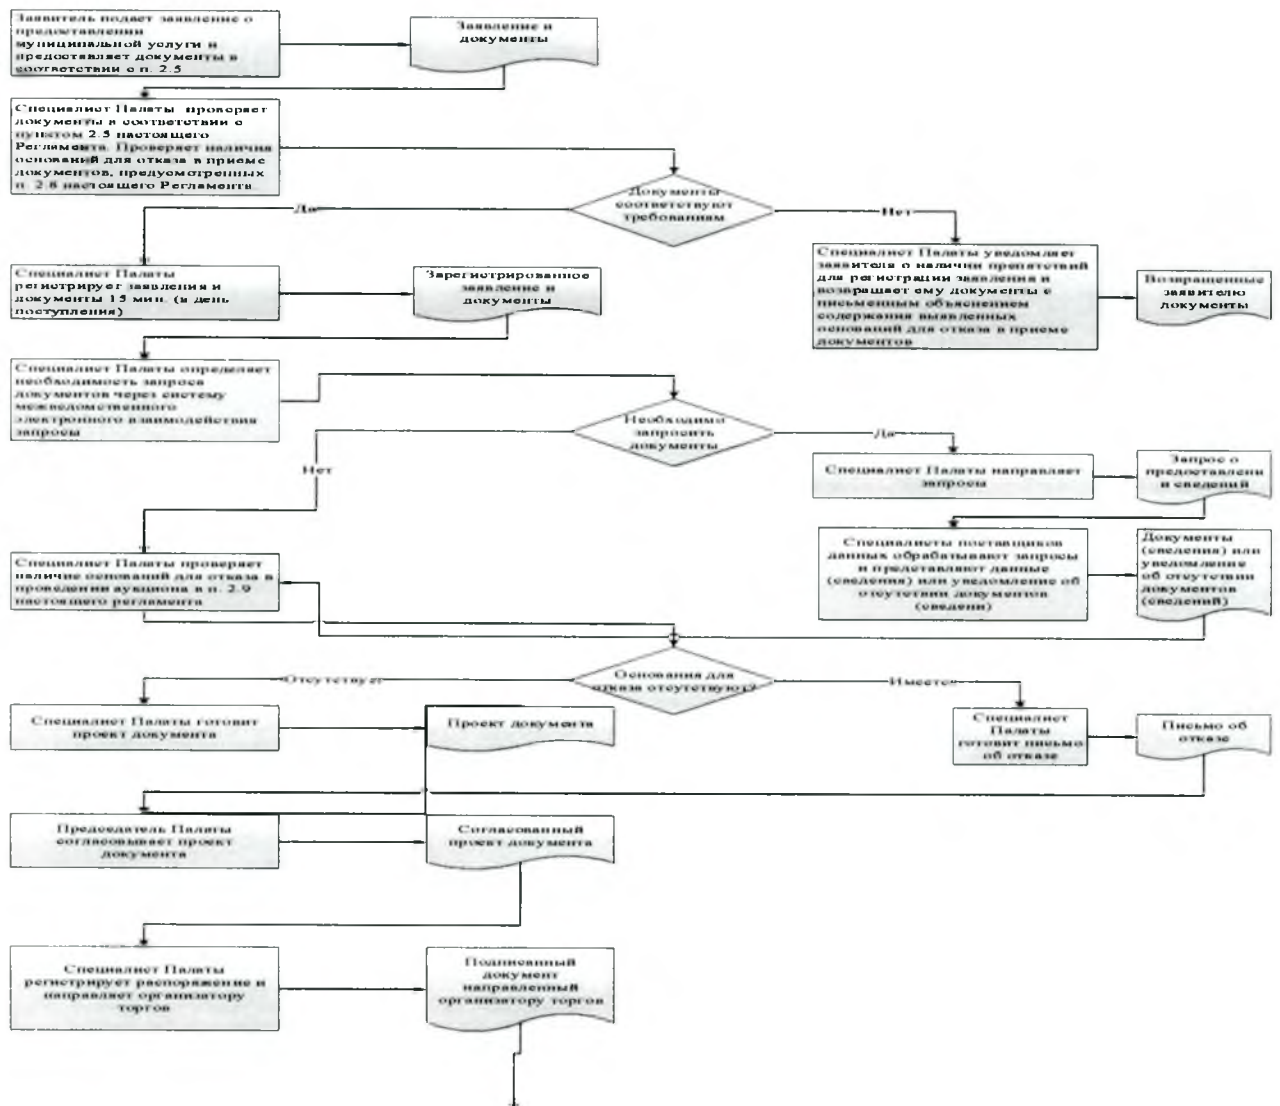 Заявитель подает заявление о
предоставлении
муниципальной услуги и
предоставляет документы в
соответствии с п. 2.5
Заявление и
документы
Специалист Палаты проверяет
документы в соответствии с
пунктом 2.5 настоящего
Регламента. Проверяет наличия
оснований для отказа в приеме
документов, предусмотренных
п. 2.8 настоящего Регламента
Документы
соответствуют
требованиям
Да
Нет
Специалист Палаты
регистрирует заявления и
документы 15 мин. (в день
поступления)
Зарегистрированное
заявление и
документы
Специалист Палаты уведомляет
заявителя о наличии препятствий
для регистрации заявления и
возвращает ему документы с
письменным объяснением
содержания выявленных
оснований для отказа в приеме
документов
Возвращенные
заявителю
документы
Специалист Палаты определяет
необходимость запроса
документов через систему
межведомственного
электронного взаимодействия
запросы
Необходимо
запросить
документы
Нет
Да
Специалист Палаты направляет
запросы
Запрос о
предоставлени
и сведений
Специалист Палаты проверяет
наличие оснований для отказа в
проведении аукциона в п. 2.9
настоящего регламента
Специалисты поставщиков
данных обрабатывают запросы
и представляют данные
(сведения) или уведомление об
отсутствии документов
(сведени)
Документы
(сведения) или
уведомление
об отсутствии
документов
(сведений)
Основания для
отказа отсутствуют?
Отсутствует
Имеется
Специалист Палаты готовит
проект документа
Проект документа
Специалист
Палаты
готовит письмо
об отказе
Письмо об
отказе
Председатель Палаты
согласовывает проект
документа
Согласованный
проект документа
Специалист Палаты
регистрирует распоряжение и
направляет организатору
торгов
Подписанный
документ
направленный
организатору торгов